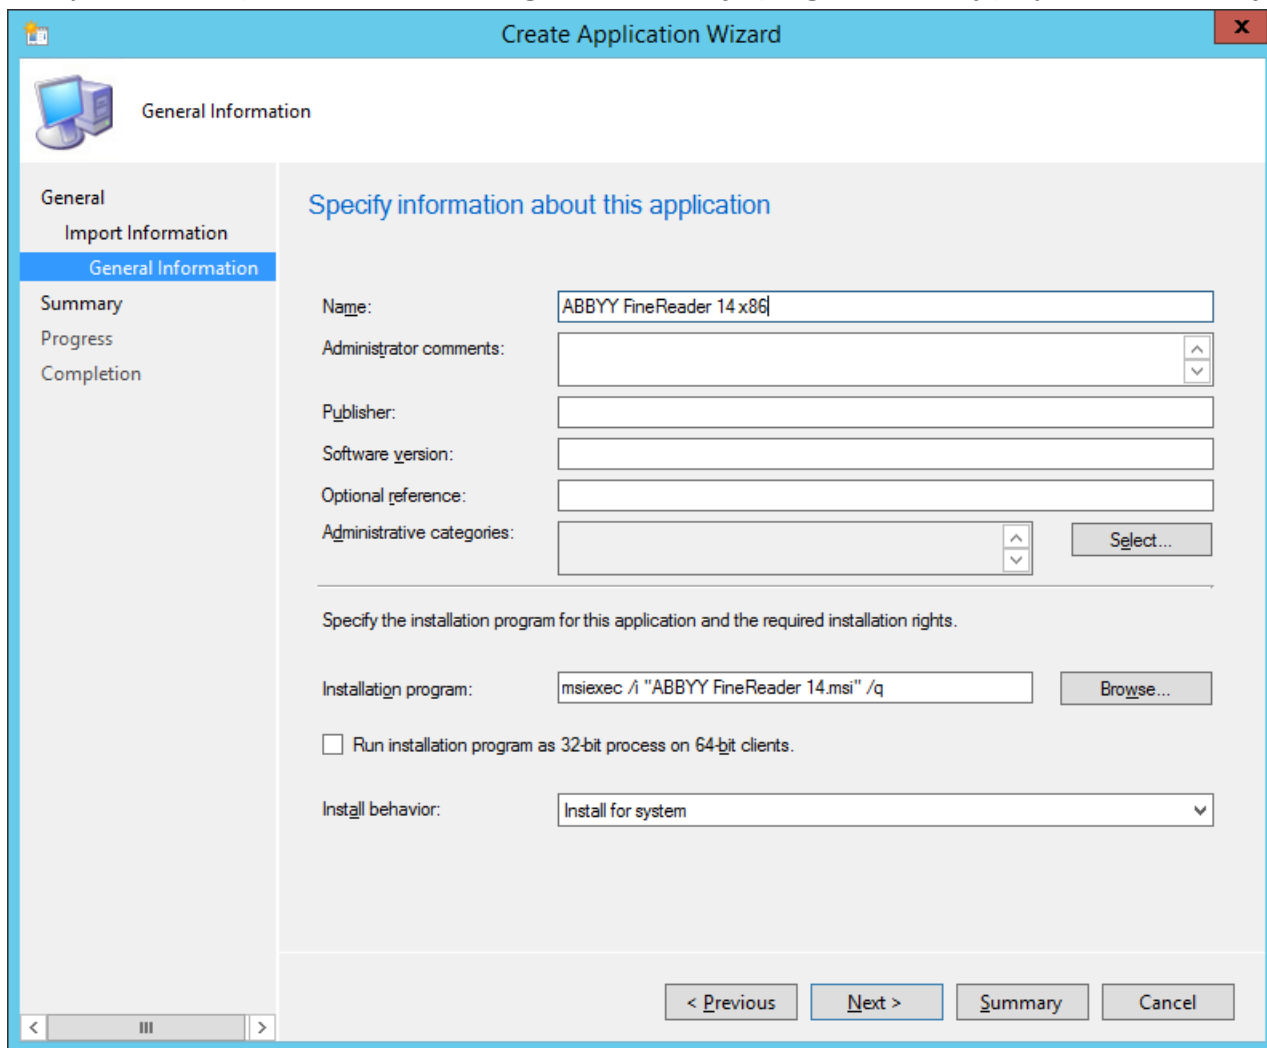 Create Application Wizard
X
General Information
General
Import Information
General Information
Summary
Progress
Completion
Specify information about this application
Name: ABBYY FineReader 14 x86
Administrator comments:
Publisher:
Software version:
Optional reference:
Administrative categories: Select...
Specify the installation program for this application and the required installation rights.
Installation program: msiexec /i "ABBYY FineReader 14.msi" /q Browse...
Run installation program as 32-bit process on 64-bit clients.
Install behavior: Install for system
< Previous Next > Summary Cancel